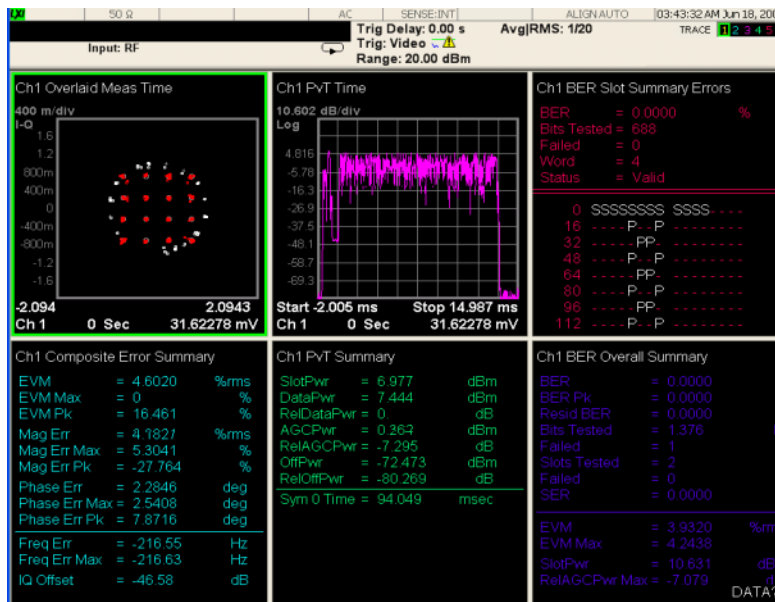 LXI 50 Ω AC SENSE:INT ALIGN AUTO 03:43:32 AM Jun 18, 20
Trig Delay: 0.00 s Avg|RMS: 1/20 TRACE 1 2 3 4 5
Input: RF Trig: Video
Range: 20.00 dBm
Ch1 Overlaid Meas Time
400 m/div
I-Q
1.6
1.2
800m
400m
0
-400m
-800m
-1.2
-1.6
-2.094 2.0943
Ch 1 0 Sec 31.62278 mV
Ch1 PvT Time
10.602 dB/div
Log
4.816
-5.78
-16.3
-26.9
-37.5
-48.1
-58.7
-69.3
Start -2.005 ms Stop 14.987 ms
Ch 1 0 Sec 31.62278 mV
Ch1 BER Slot Summary Errors
BER = 0.0000 %
Bits Tested = 688
Failed = 0
Word = 4
Status = Valid
0 SSSSSSSS SSSS----
16 -----P--P --------
32 ------PP- --------
48 -----P--P --------
64 ------PP- --------
80 -----P--P --------
96 ------PP- --------
112 -----P--P --------
Ch1 Composite Error Summary
EVM = 4.6020 %rms
EVM Max = 0 %
EVM Pk = 16.461 %
Mag Err = %rms
Mag Err Max = 5.3041 %
Mag Err Pk = -27.764 %
Phase Err = 2.2846 deg
Phase Err Max = 2.5408 deg
Phase Err Pk = 7.8716 deg
Freq Err = -216.55 Hz
Freq Err Max = -216.63 Hz
IQ Offset = -46.58 dB
Ch1 PvT Summary
SlotPwr = 6.977 dBm
DataPwr = 7.444 dBm
RelDataPwr = 0. dB
AGCPwr = dBm
RelAGCPwr = -7.295 dB
OffPwr = -72.473 dBm
RelOffPwr = -80.269 dB
Sym 0 Time = 94.049 msec
Ch1 BER Overall Summary
BER = 0.0000
BER Pk = 0.0000
Resid BER = 0.0000
Bits Tested = 1.376
Failed = 1
Slots Tested = 2
Failed = 0
SER = 0.0000
EVM = 3.9320 %rm
EVM Max = 4.2438
SlotPwr = 10.631 dB
RelAGCPwr Max = -7.079 d
DATA